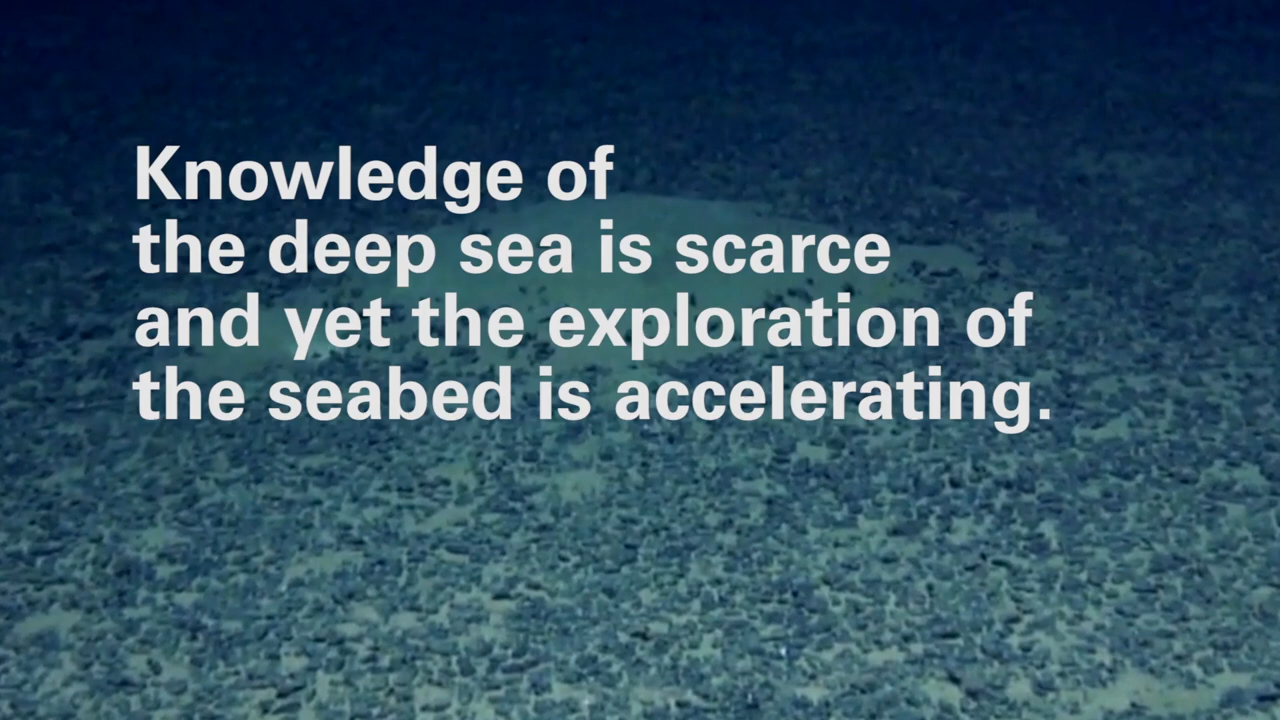 Knowledge of
the deep sea is scarce
and yet the exploration of
the seabed is accelerating.